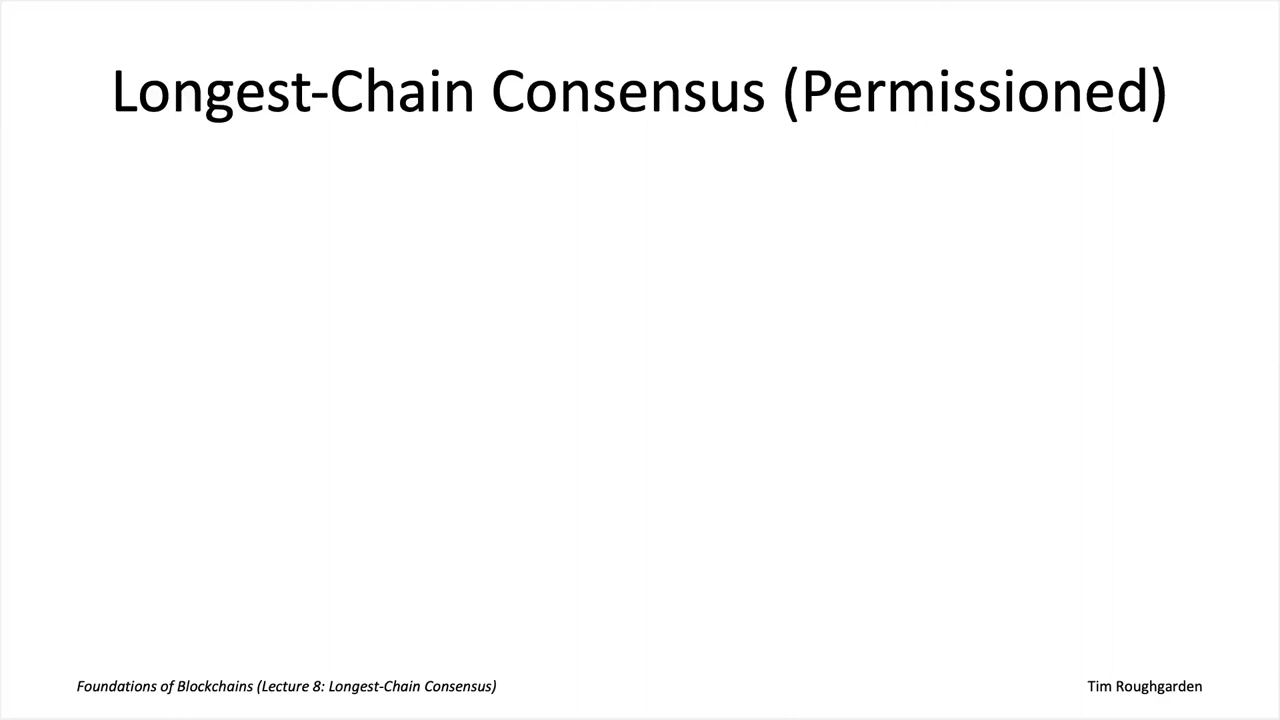 Longest-Chain Consensus (Permissioned)
Foundations of Blockchains (Lecture 8: Longest-Chain Consensus)
Tim Roughgarden